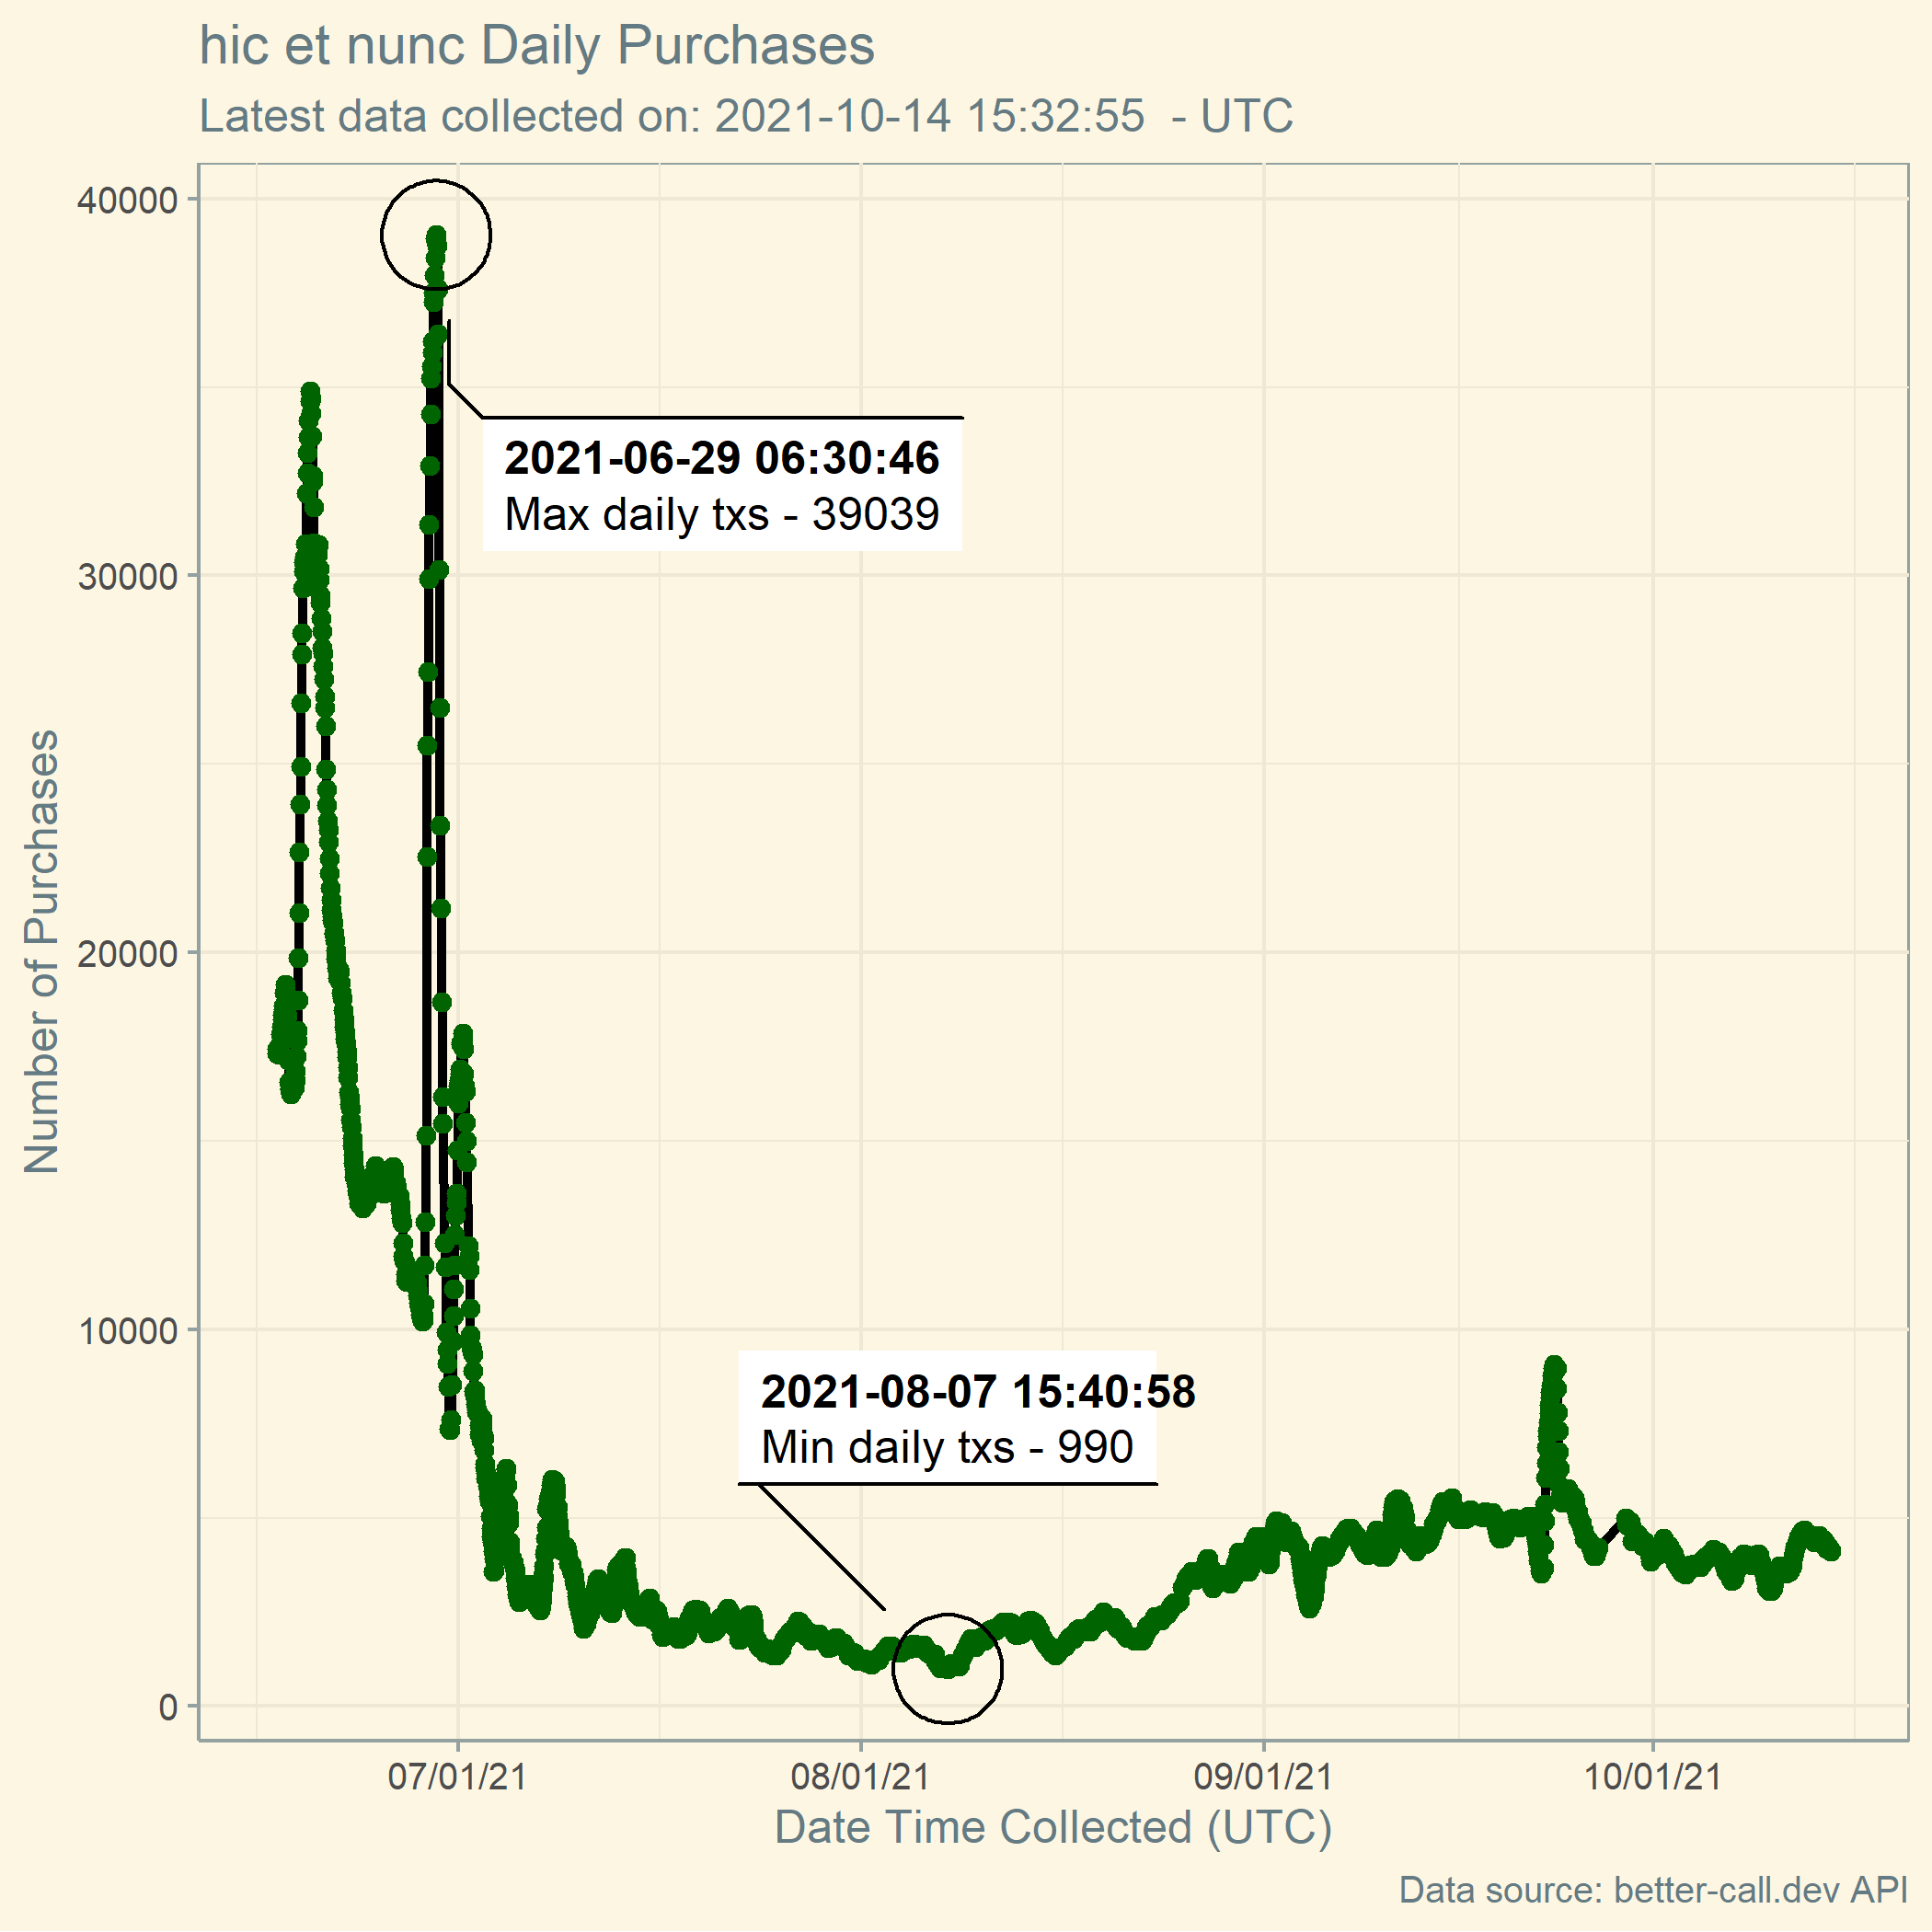 hic et nunc Daily Purchases
Latest data collected on: 2021-10-14 15:32:55  - UTC
40000
30000
20000
10000
0
Number of Purchases
2021-06-29 06:30:46
Max daily txs - 39039
2021-08-07 15:40:58
Min daily txs - 990
07/01/21
08/01/21
09/01/21
10/01/21
Date Time Collected (UTC)
Data source: better-call.dev API